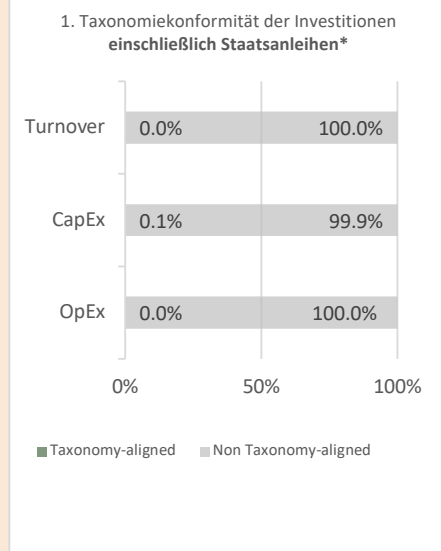 1. Taxonomiekonformität der Investitionen
einschließlich Staatsanleihen*
Turnover 0.0% 100.0%
CapEx 0.1% 99.9%
OpEx 0.0% 100.0%
0% 50% 100%
Taxonomy-aligned Non Taxonomy-aligned